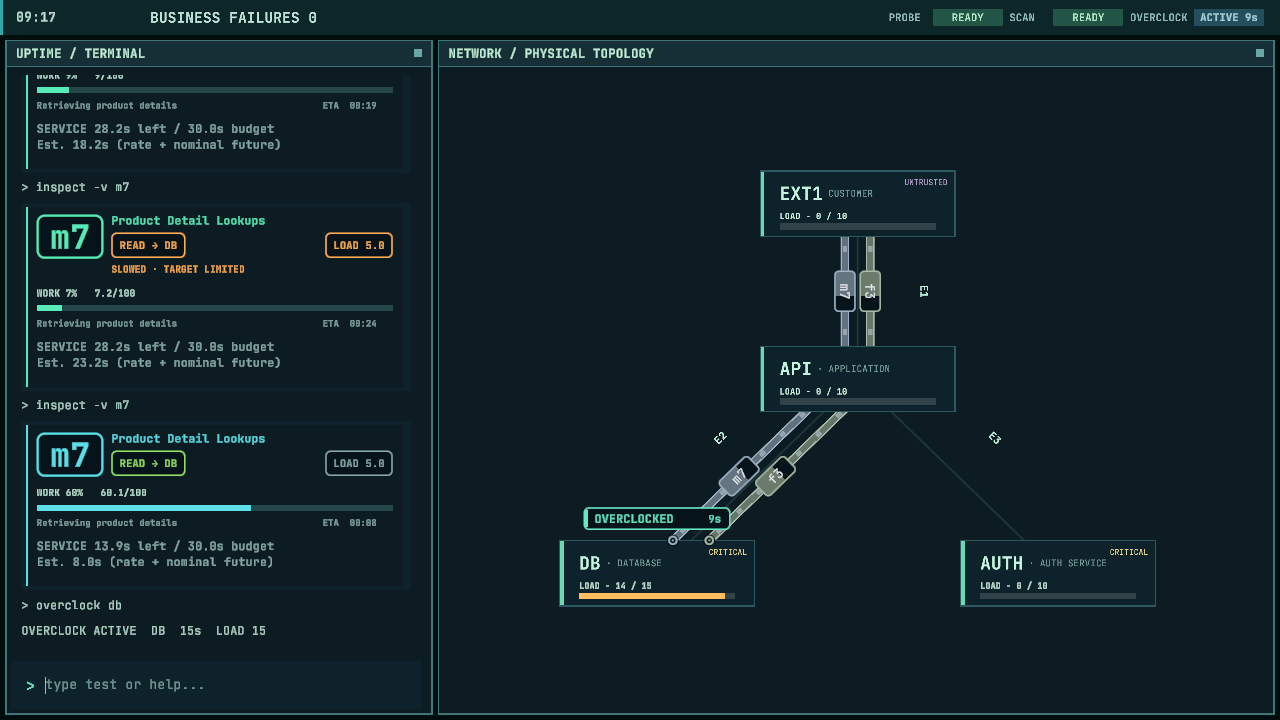 09:17
BUSINESS FAILURES 0
PROBE READY SCAN READY OVERCLOCK ACTIVE 9s
UPTIME / TERMINAL
WORK 9% 9/100
Retrieving product details ETA 00:19
SERVICE 28.2s left / 30.0s budget
Est. 18.2s (rate + nominal future)
> inspect -v m7
m7
Product Detail Lookups
READ → DB
LOAD 5.0
SLOWED · TARGET LIMITED
WORK 7% 7.2/100
Retrieving product details ETA 00:24
SERVICE 28.2s left / 30.0s budget
Est. 23.2s (rate + nominal future)
> inspect -v m7
m7
Product Detail Lookups
READ → DB
LOAD 5.0
WORK 60% 60.1/100
Retrieving product details ETA 00:08
SERVICE 13.9s left / 30.0s budget
Est. 8.0s (rate + nominal future)
> overclock db
OVERCLOCK ACTIVE DB 15s LOAD 15
> type test or help...
NETWORK / PHYSICAL TOPOLOGY
UNTRUSTED
EXT1 CUSTOMER
LOAD - 0 / 10
m7
f3
E1
API · APPLICATION
LOAD - 0 / 10
E2
E3
m7
f3
OVERCLOCKED 9s
CRITICAL
DB · DATABASE
LOAD - 14 / 15
CRITICAL
AUTH · AUTH SERVICE
LOAD - 0 / 10